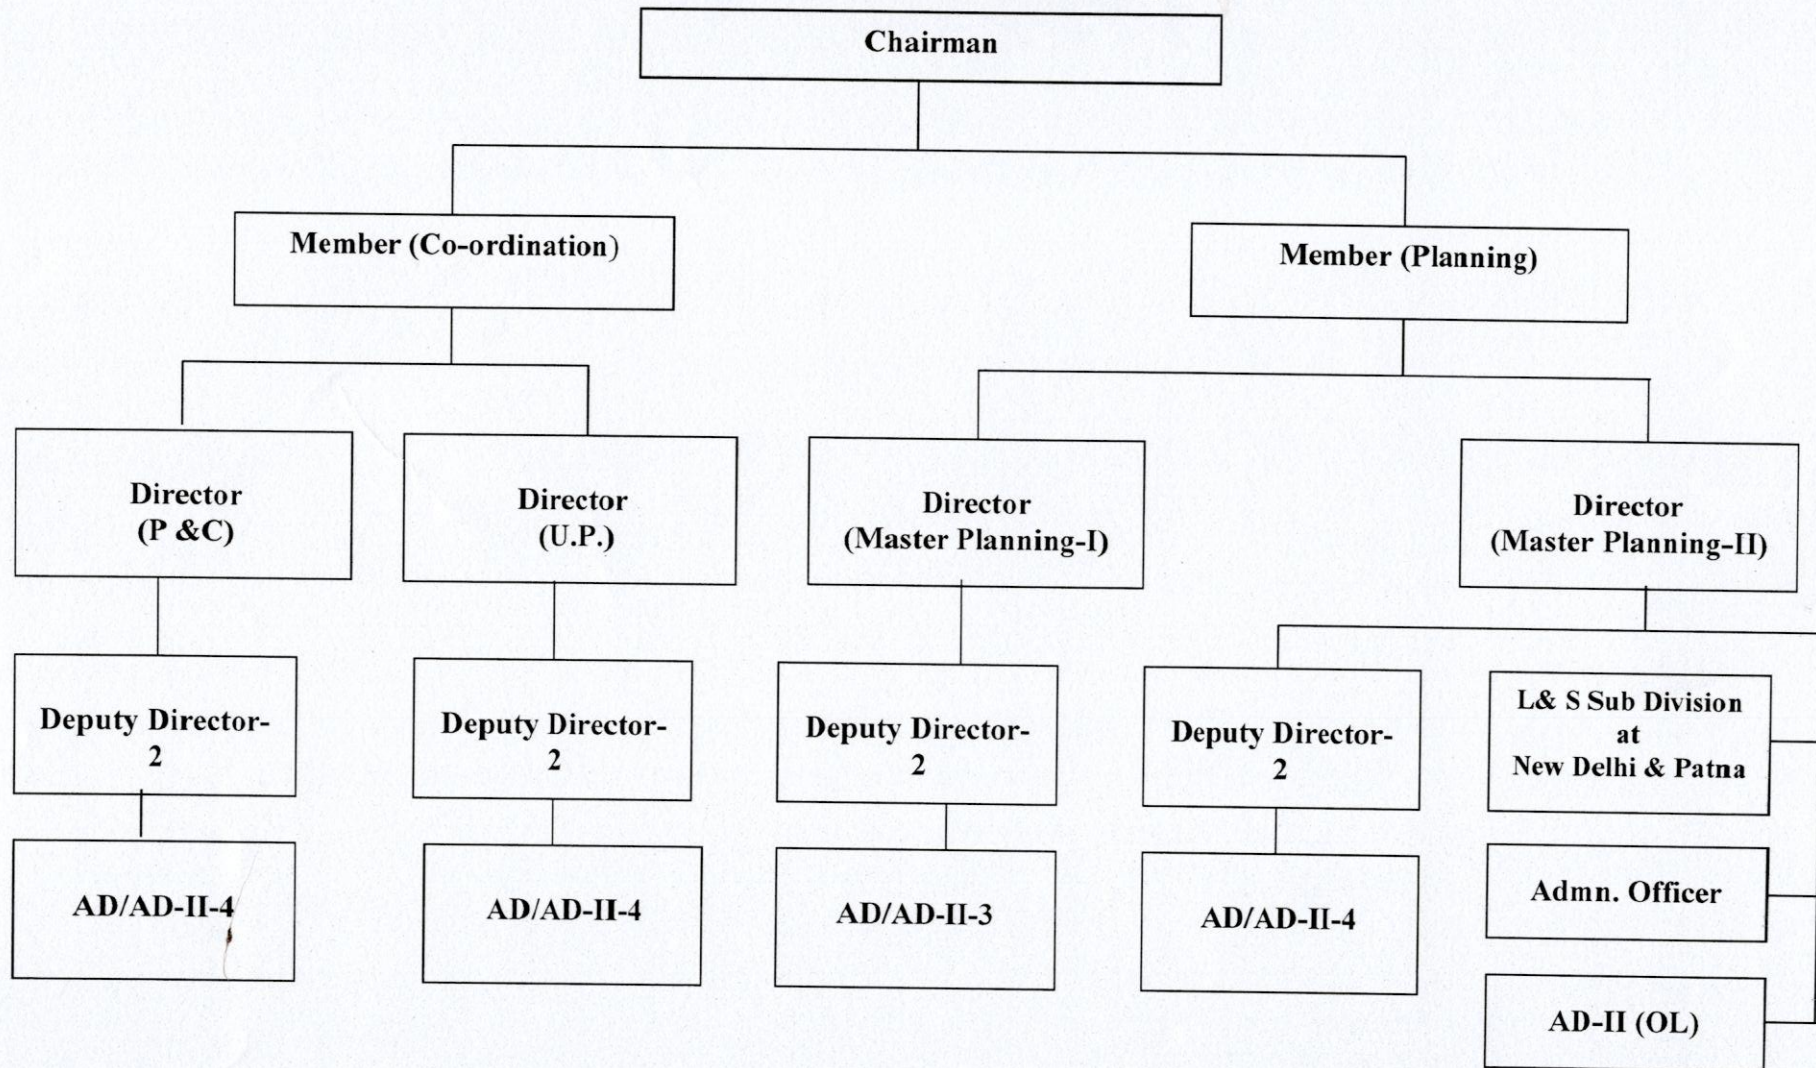 Chairman
Member (Co-ordination)
Member (Planning)
Director
(P &C)
Director
(U.P.)
Director
(Master Planning-I)
Director
(Master Planning-II)
Deputy Director-
2
Deputy Director-
2
Deputy Director-
2
Deputy Director-
2
L& S Sub Division
at
New Delhi & Patna
AD/AD-II-4
AD/AD-II-4
AD/AD-II-3
AD/AD-II-4
Admn. Officer
AD-II (OL)